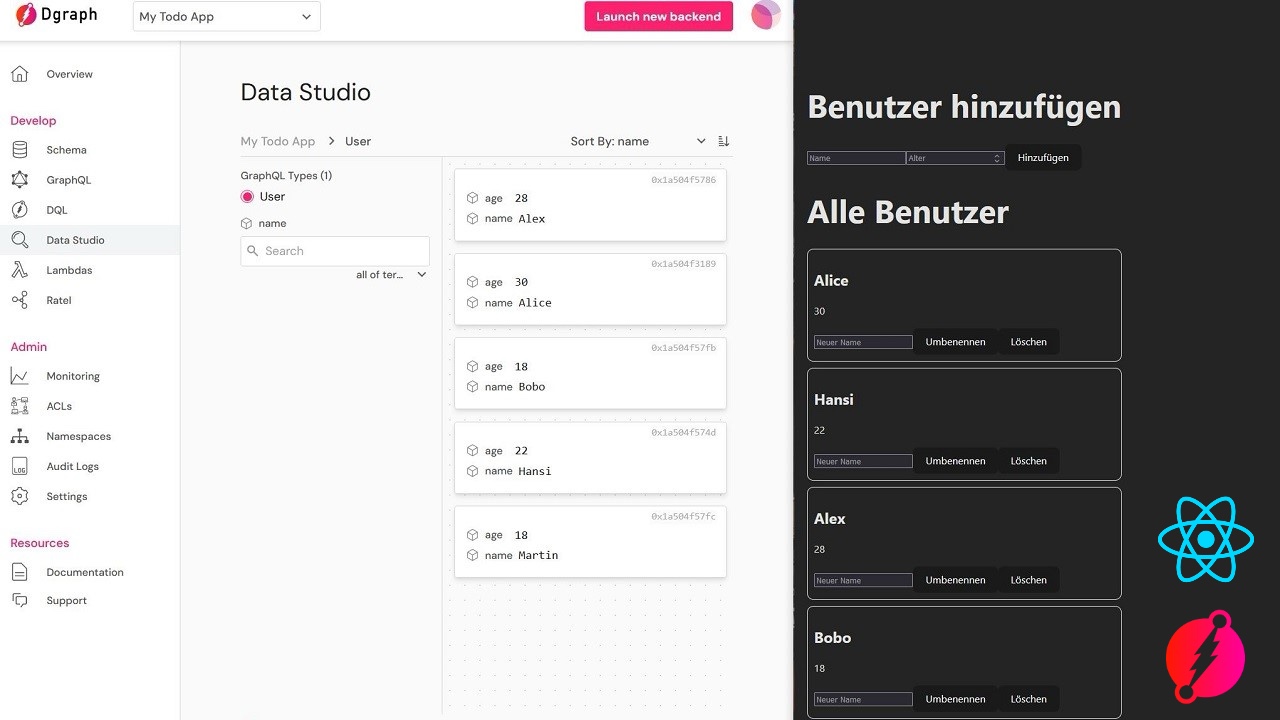 Dgraph
My Todo App
Launch new backend
Overview
Develop
Schema
GraphQL
DQL
Data Studio
Lambdas
Ratel
Admin
Monitoring
ACLs
Namespaces
LOG
Audit Logs
Settings
Resources
Documentation
Support
Data Studio
My Todo App > User
Sort By: name
GraphQL Types (1)
User
name
Search
all of ter...
0x1a504f5786
age 28
name Alex
0x1a504f3189
age 30
name Alice
0x1a504f57fb
age 18
name Bobo
0x1a504f574d
age 22
name Hansi
0x1a504f57fc
age 18
name Martin
Benutzer hinzufügen
Name Alter Hinzufügen
Alle Benutzer
Alice
30
Neuer Name Umbenennen Löschen
Hansi
22
Neuer Name Umbenennen Löschen
Alex
28
Neuer Name Umbenennen Löschen
Bobo
18
Neuer Name Umbenennen Löschen